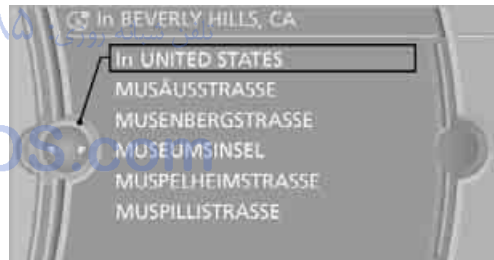 In BEVERLY HILLS, CA
In UNITED STATES
MUSÄUSSTRASSE
MUSENBERGSTRASSE
MUSEUMSINSEL
MUSPELHEIMSTRASSE
MUSPILLISTRASSE